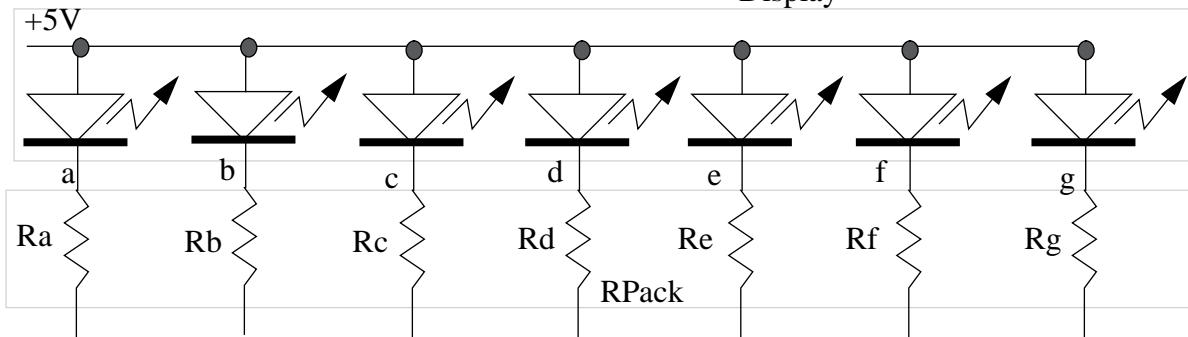 Display
+5V
a b c d e f g
Ra Rb Rc Rd Re Rf Rg
RPack